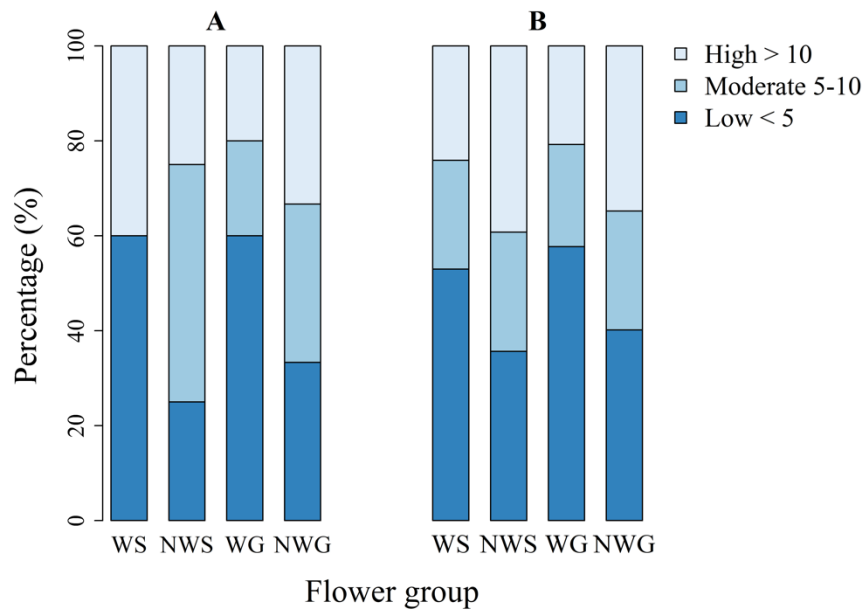 A
B
High > 10
Moderate 5-10
Low < 5
Percentage (%)
100
80
60
40
20
0
WS NWS WG NWG
WS NWS WG NWG
Flower group